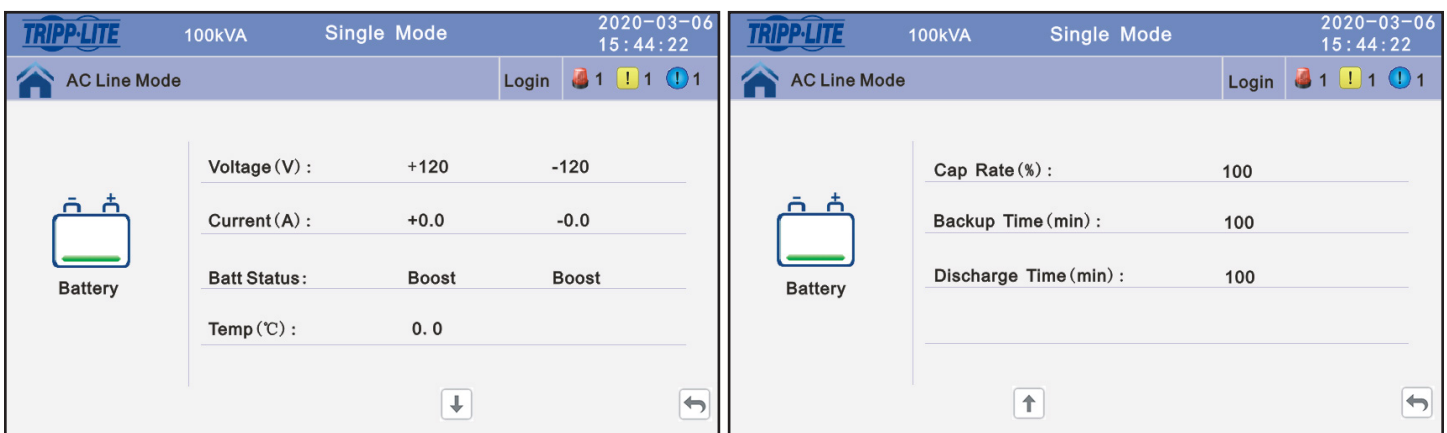 TRIPP·LITE 100kVA Single Mode 2020-03-06
15:44:22
AC Line Mode Login 1 ! 1 ! 1
Voltage(V): +120 -120
Current(A): +0.0 -0.0
Batt Status: Boost Boost
Temp(℃): 0.0
Battery
TRIPP·LITE 100kVA Single Mode 2020-03-06
15:44:22
AC Line Mode Login 1 ! 1 ! 1
Cap Rate(%): 100
Backup Time(min): 100
Discharge Time(min): 100
Battery